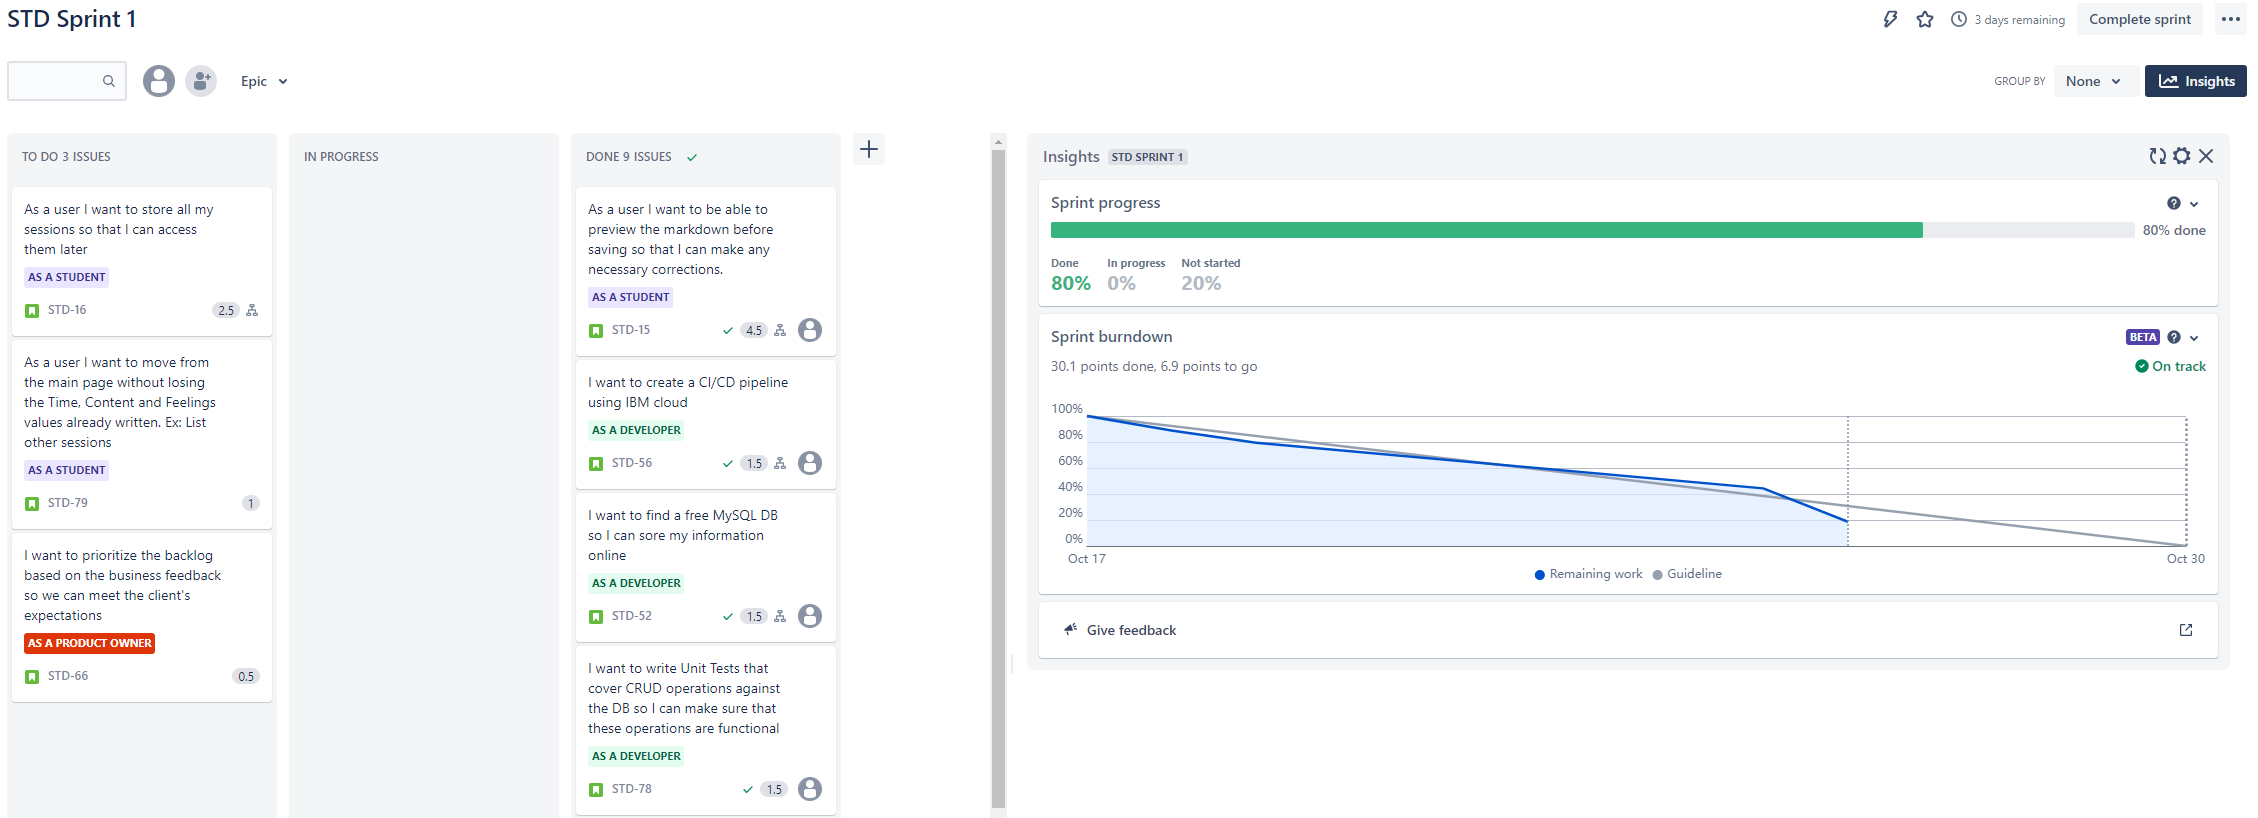 STD Sprint 1
3 days remaining
Complete sprint
Epic
GROUP BY
None
Insights
TO DO 3 ISSUES
As a user I want to store all my
sessions so that I can access
them later
AS A STUDENT
STD-16
2.5
As a user I want to move from
the main page without losing
the Time, Content and Feelings
values already written. Ex: List
other sessions
AS A STUDENT
STD-79
1
I want to prioritize the backlog
based on the business feedback
so we can meet the client's
expectations
AS A PRODUCT OWNER
STD-66
0.5
IN PROGRESS
DONE 9 ISSUES
As a user I want to be able to
preview the markdown before
saving so that I can make any
necessary corrections.
AS A STUDENT
STD-15
4.5
I want to create a CI/CD pipeline
using IBM cloud
AS A DEVELOPER
STD-56
1.5
I want to find a free MySQL DB
so I can sore my information
online
AS A DEVELOPER
STD-52
1.5
I want to write Unit Tests that
cover CRUD operations against
the DB so I can make sure that
these operations are functional
AS A DEVELOPER
STD-78
1.5
Insights STD SPRINT 1
Sprint progress
80% done
Done In progress Not started
80% 0% 20%
Sprint burndown
BETA
30.1 points done, 6.9 points to go
On track
100%
80%
60%
40%
20%
0%
Oct 17
Oct 30
Remaining work Guideline
Give feedback